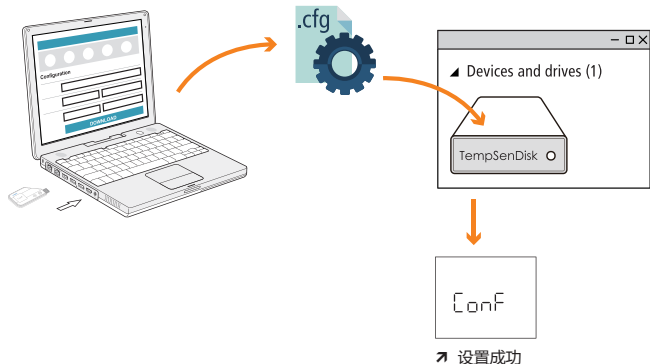 .cfg
Configuration
DOWNLOAD
Devices and drives (1)
TempSenDisk
ConF
设置成功